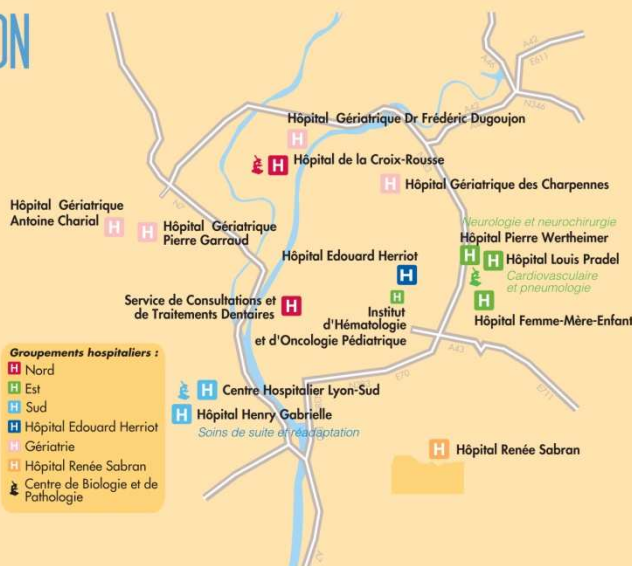 ON
A46
A42
E611
N346
A42
Hôpital Gériatrique Dr Frédéric Dugoujon
H
H Hôpital de la Croix-Rousse
H Hôpital Gériatrique des Charpennes
Hôpital Gériatrique
Antoine Charial H
H Hôpital Gériatrique
Pierre Garraud
Neurologie et neurochirurgie
Hôpital Pierre Wertheimer
H H Hôpital Louis Pradel
Cardiovasculaire
et pneumologie
H
Hôpital Femme-Mère-Enfant
Hôpital Edouard Herriot
H
H
Institut
d'Hématologie
et d'Oncologie Pédiatrique
Service de Consultations et
de Traitements Dentaires H
A43
E70
E711
H Centre Hospitalier Lyon-Sud
H Hôpital Henry Gabrielle
Soins de suite et réadaptation
H Hôpital Renée Sabran
Groupements hospitaliers :
H Nord
H Est
H Sud
H Hôpital Edouard Herriot
H Gériatrie
H Hôpital Renée Sabran
Centre de Biologie et de
Pathologie